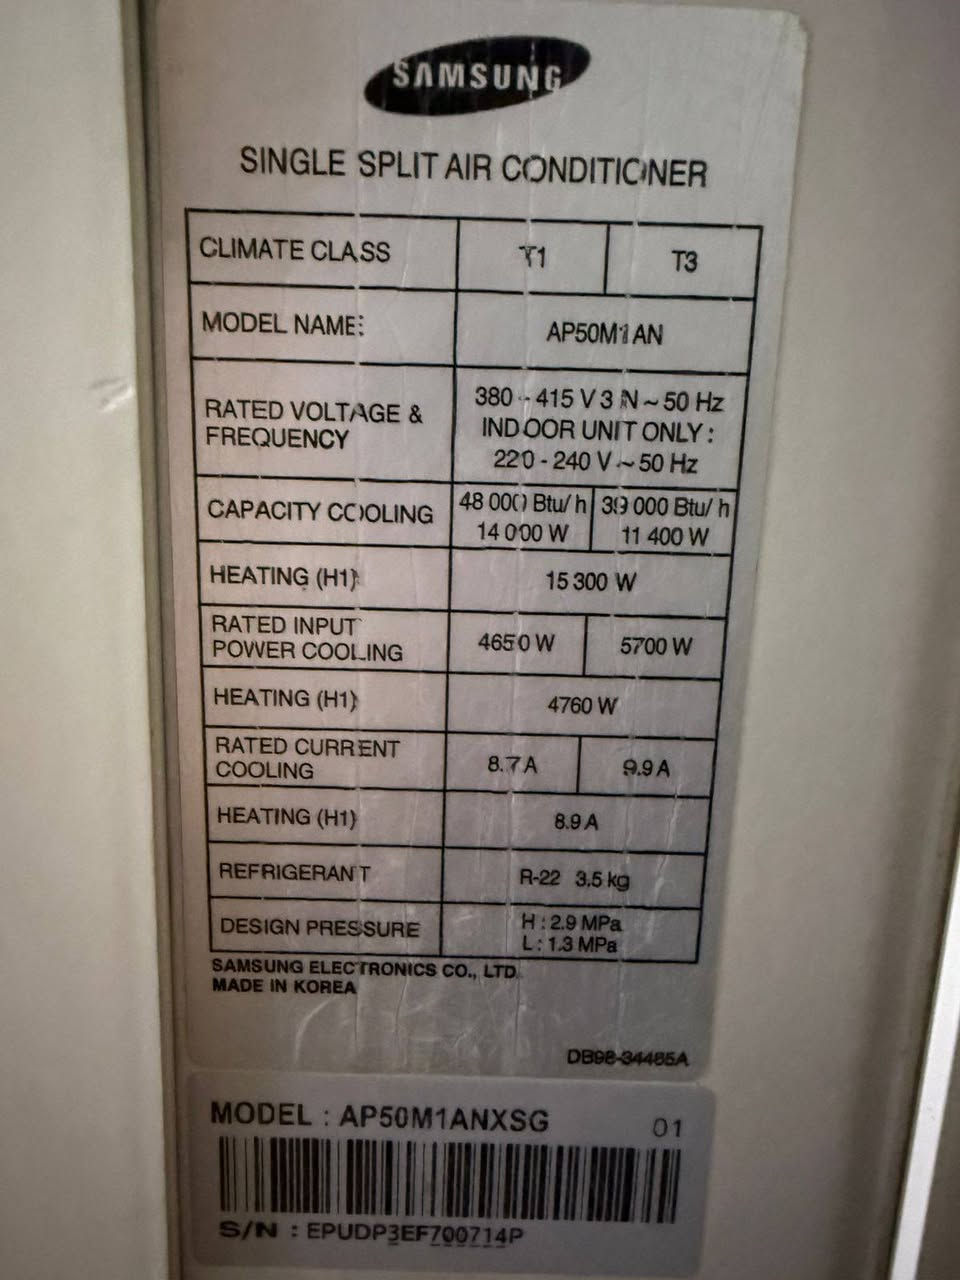 SAMSUNG
SINGLE SPLIT AIR CONDITIONER
CLIMATE CLASS T1 T3
MODEL NAME: AP50M1AN
RATED VOLTAGE & FREQUENCY
380 - 415 V 3 N ~ 50 Hz
INDOOR UNIT ONLY :
220 - 240 V ~ 50 Hz
CAPACITY COOLING
48 000 Btu/ h 39 000 Btu/ h
14 000 W 11 400 W
HEATING (H1) 15 300 W
RATED INPUT
POWER COOLING 4650 W 5700 W
HEATING (H1) 4760 W
RATED CURRENT
COOLING 8.7 A 9.9 A
HEATING (H1) 8.9 A
REFRIGERANT R-22 3.5 kg
DESIGN PRESSURE
H : 2.9 MPa
L : 1.3 MPa
SAMSUNG ELECTRONICS CO., LTD.
MADE IN KOREA
DB98-34485A
MODEL : AP50M1ANXSG 01
S/N : EPUDP3EF700714P